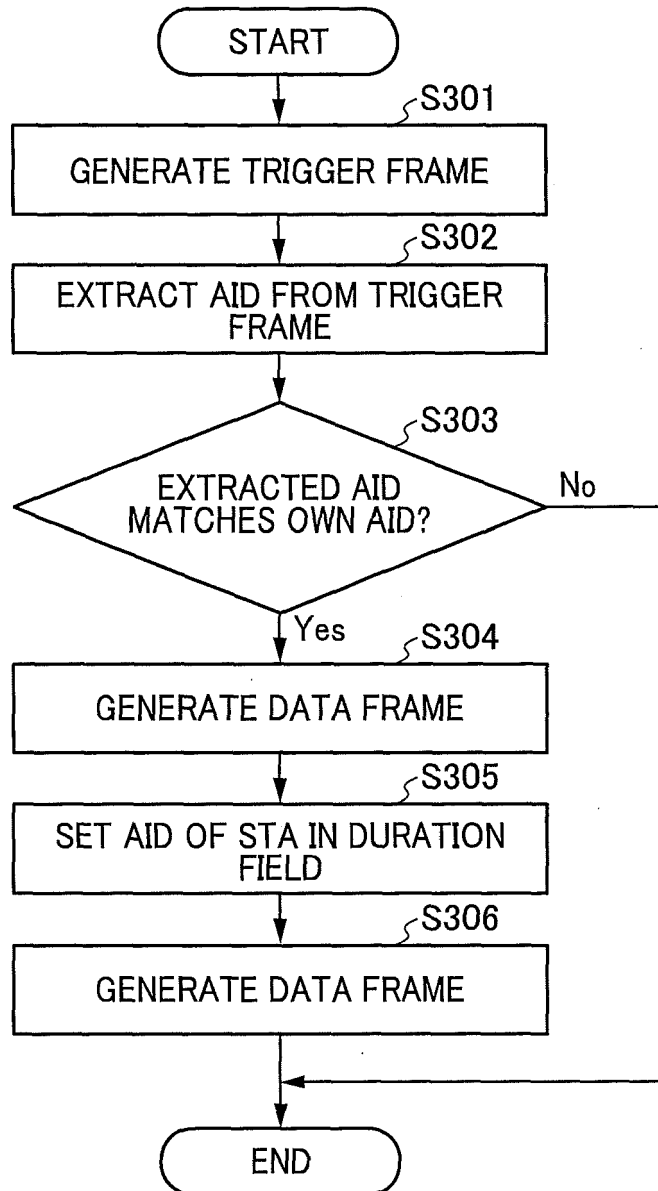 START
S301
GENERATE TRIGGER FRAME
S302
EXTRACT AID FROM TRIGGER
FRAME
S303
EXTRACTED AID
MATCHES OWN AID?
No
Yes
S304
GENERATE DATA FRAME
S305
SET AID OF STA IN DURATION
FIELD
S306
GENERATE DATA FRAME
END